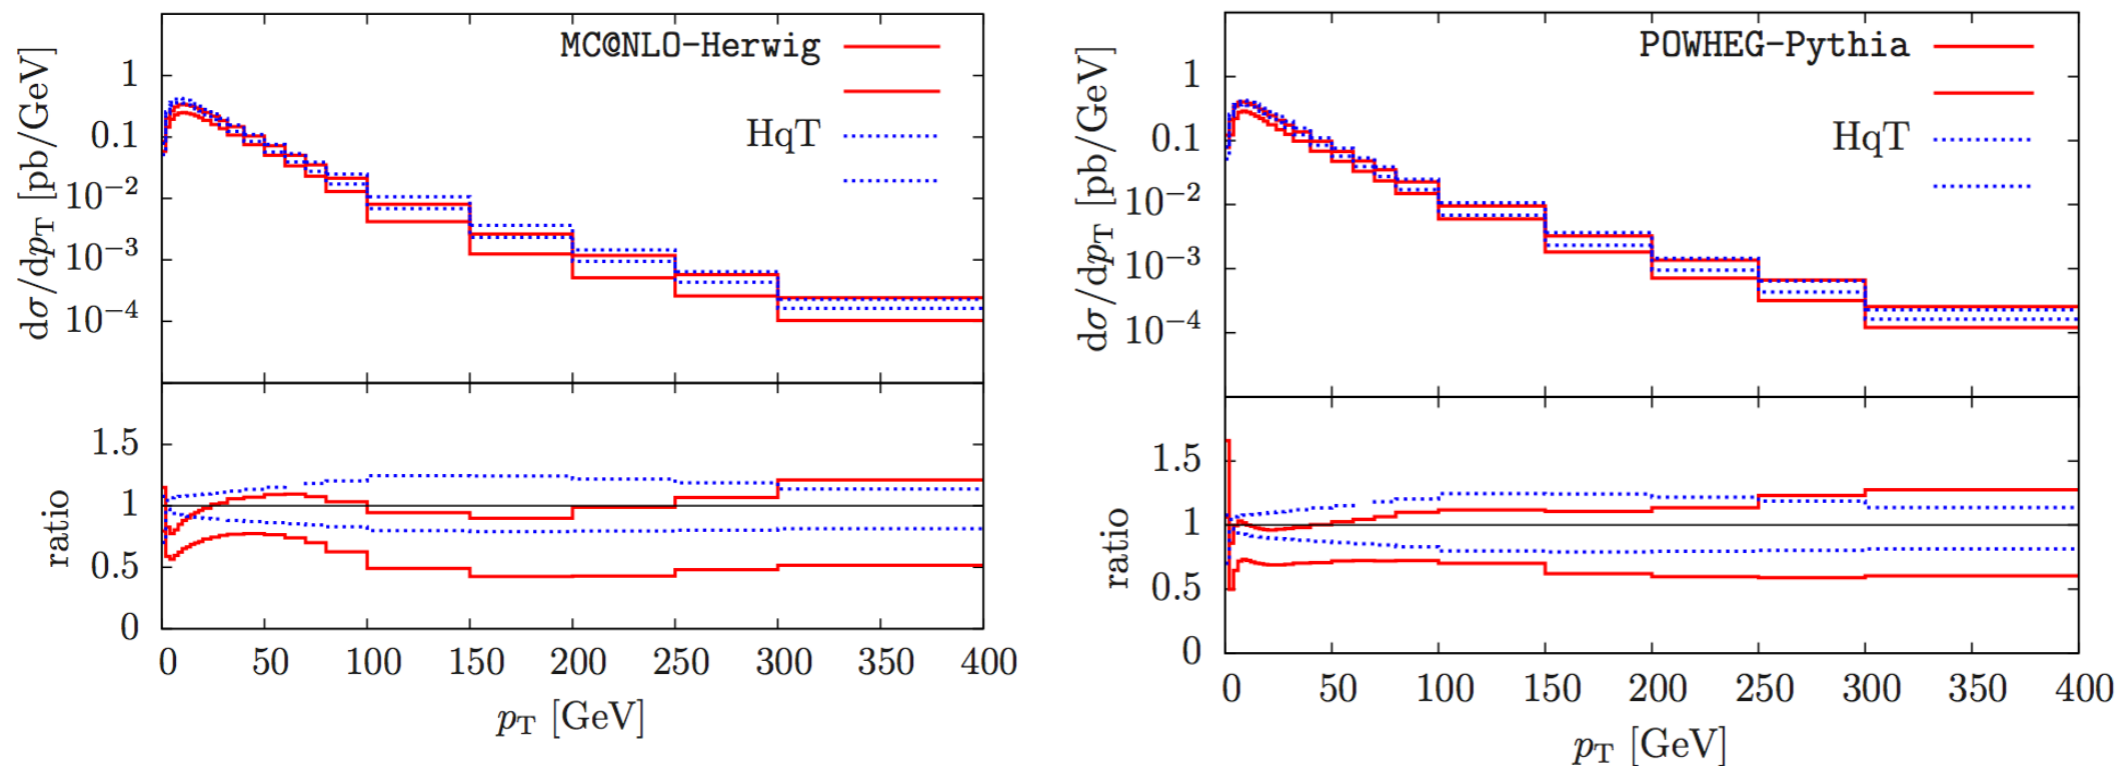 MC@NLO-Herwig
HqT
dσ/dp_T [pb/GeV]
1
0.1
10⁻²
10⁻³
10⁻⁴
ratio
1.5
1
0.5
0
0 50 100 150 200 250 300 350 400
p_T [GeV]
POWHEG-Pythia
HqT
dσ/dp_T [pb/GeV]
1
0.1
10⁻²
10⁻³
10⁻⁴
ratio
1.5
1
0.5
0
0 50 100 150 200 250 300 350 400
p_T [GeV]